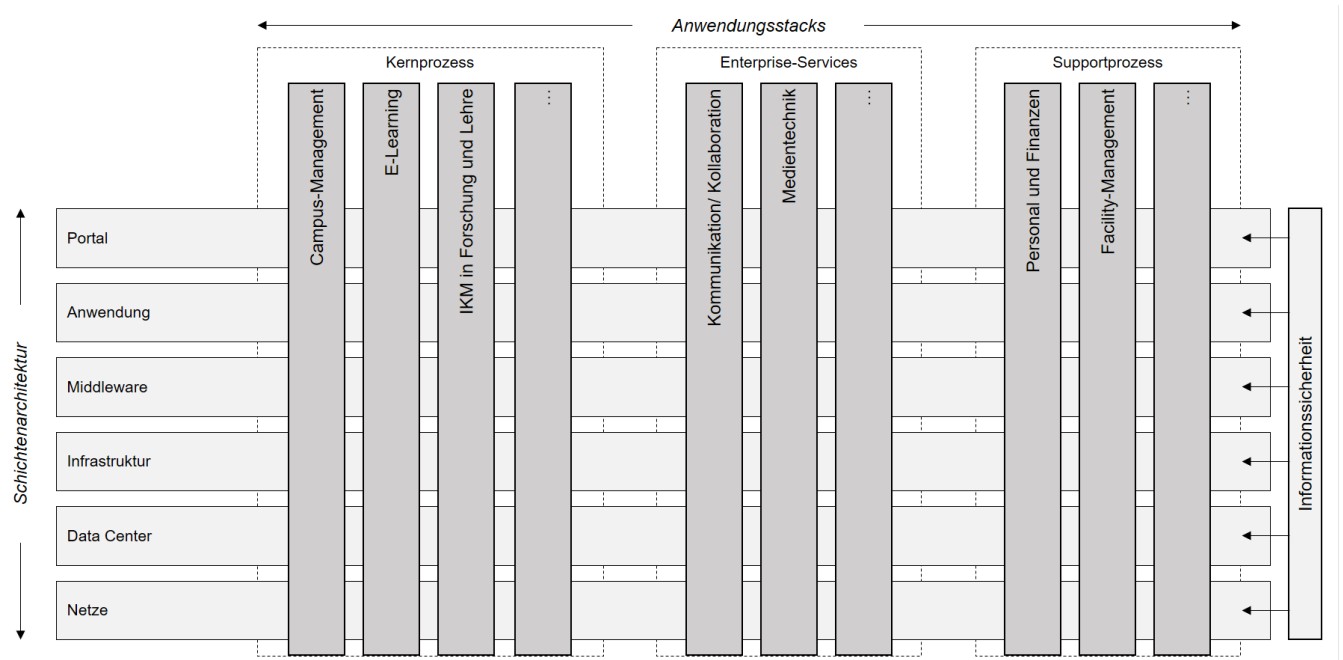 Anwendungsstacks
Kernprozess
Enterprise-Services
Supportprozess
Campus-Management
E-Learning
IKM in Forschung und Lehre
...
Kommunikation/ Kollaboration
Medientechnik
...
Personal und Finanzen
Facility-Management
...
Schichtenarchitektur
Portal
Anwendung
Middleware
Infrastruktur
Data Center
Netze
Informationssicherheit